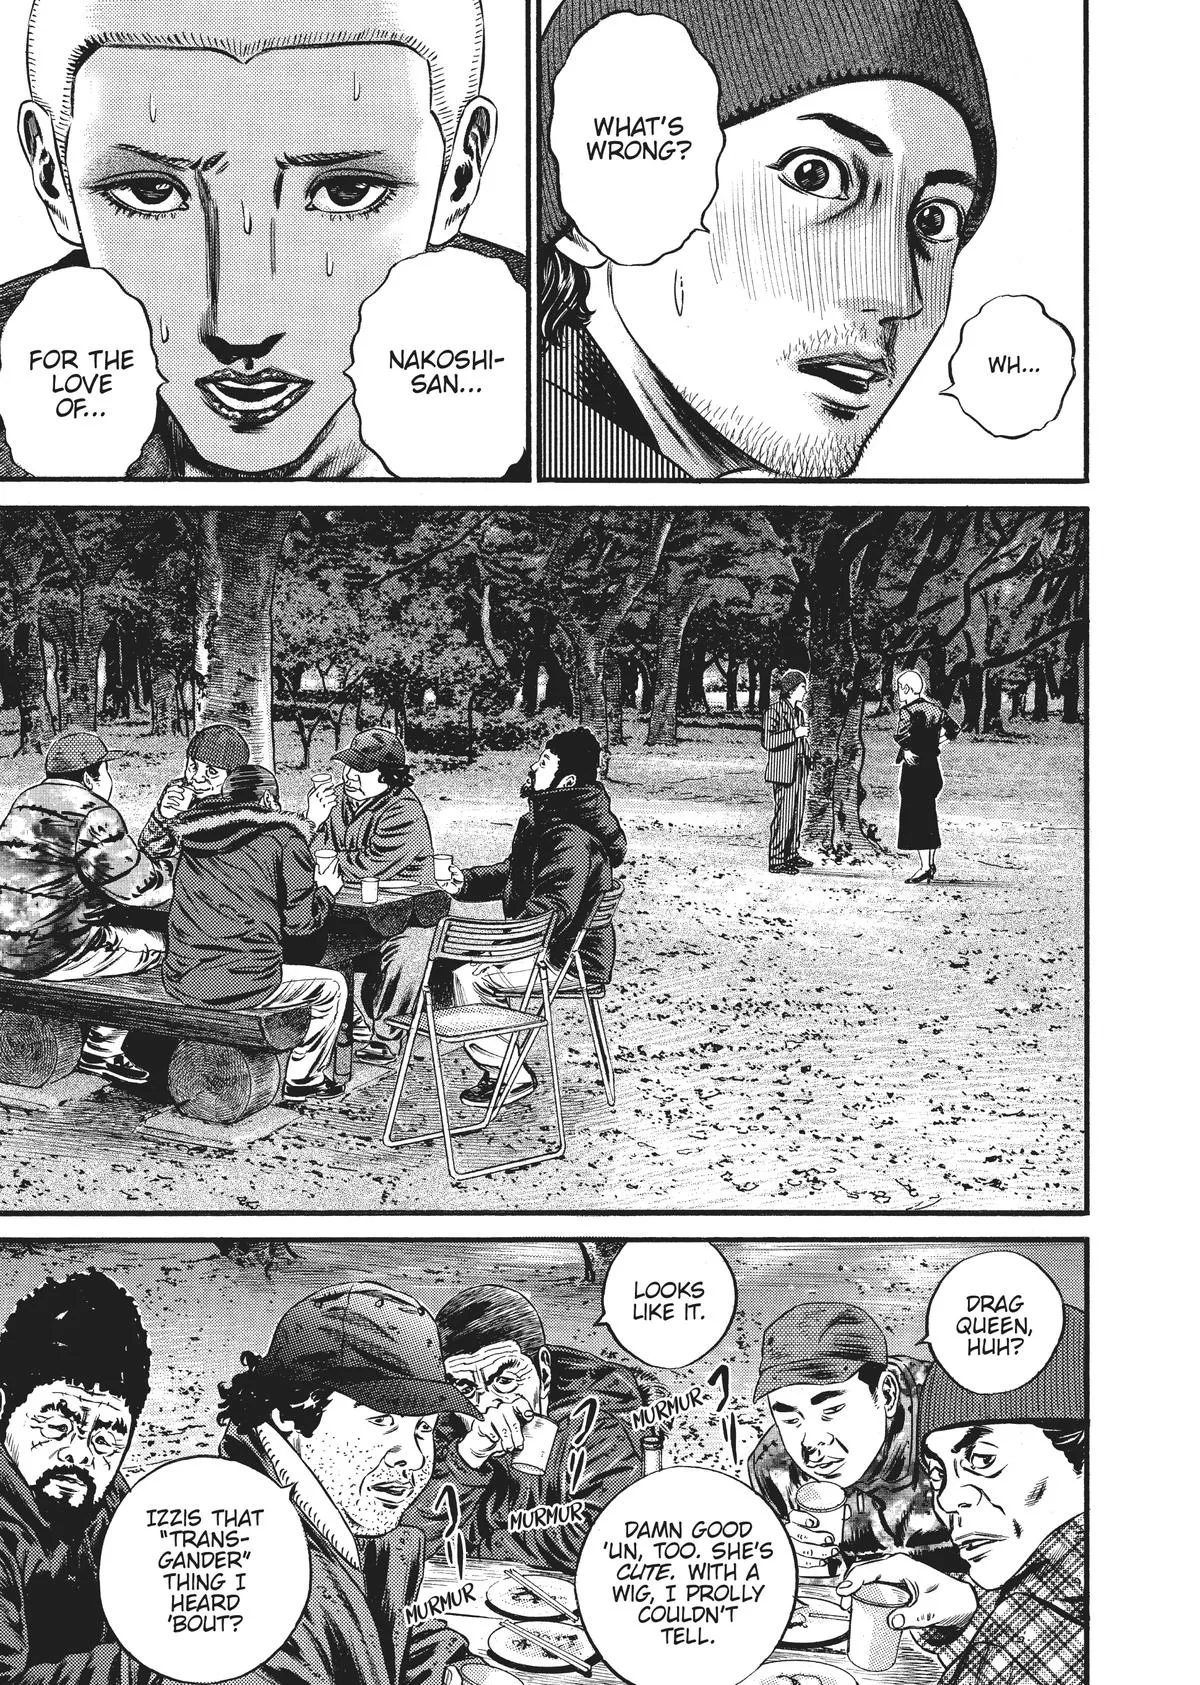 WHAT'S
WRONG?
WH...
NAKOSHI-
SAN...
FOR THE
LOVE
OF...
DRAG
QUEEN,
HUH?
LOOKS
LIKE IT.
MURMUR
MURMUR
MURMUR
DAMN GOOD
'UN, TOO. SHE'S
CUTE. WITH A
WIG, I PROLLY
COULDN'T
TELL.
IZZIS THAT
"TRANS-
GANDER"
THING I
HEARD
'BOUT?